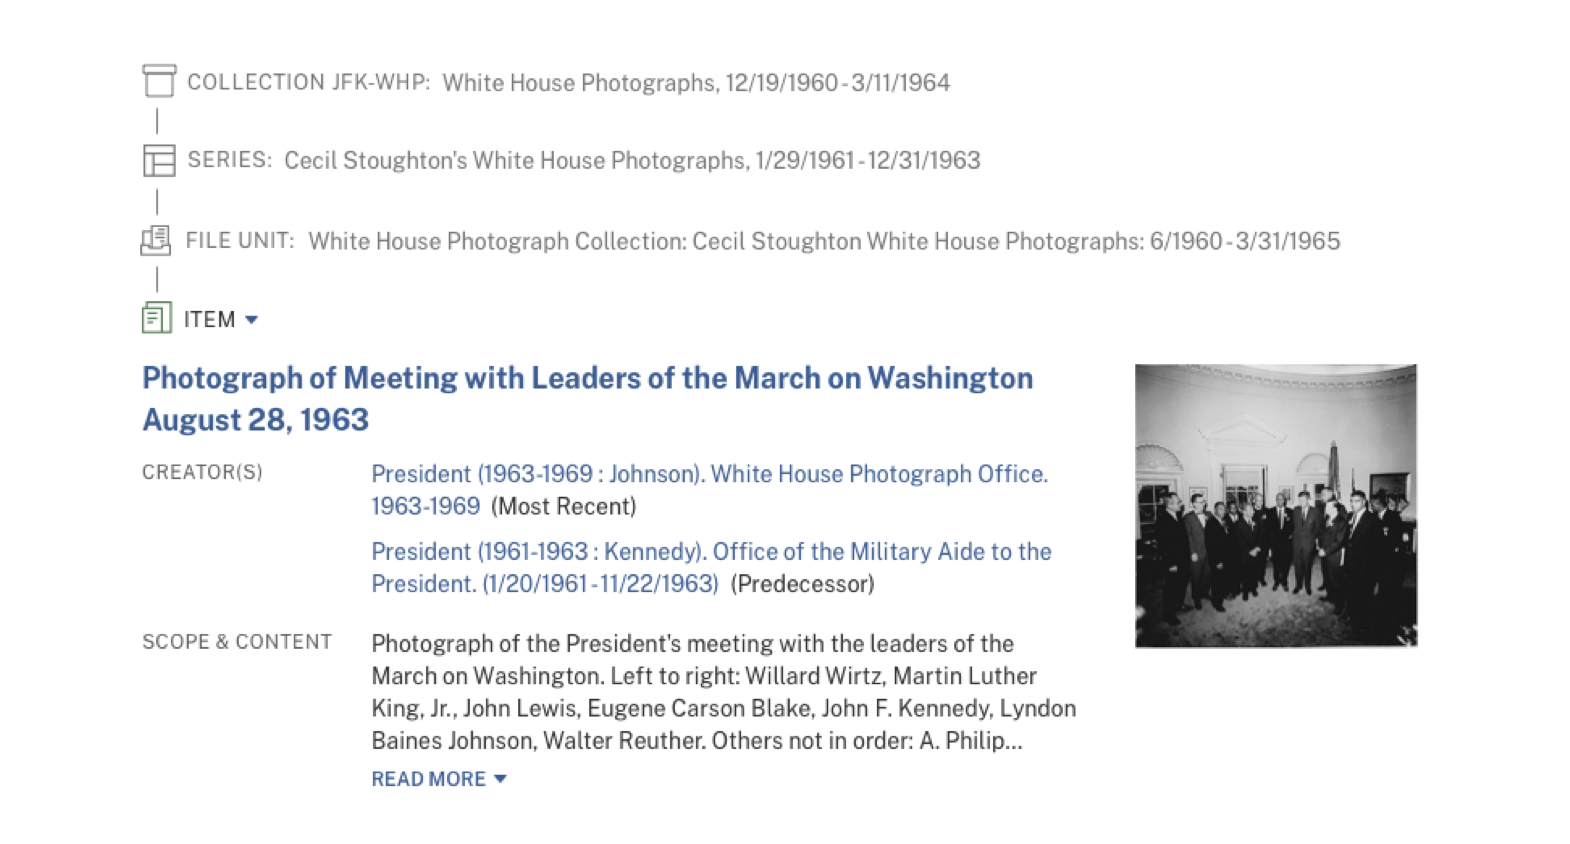 COLLECTION JFK-WHP: White House Photographs, 12/19/1960 - 3/11/1964
SERIES: Cecil Stoughton's White House Photographs, 1/29/1961 - 12/31/1963
FILE UNIT: White House Photograph Collection: Cecil Stoughton White House Photographs: 6/1960 - 3/31/1965
ITEM
Photograph of Meeting with Leaders of the March on Washington
August 28, 1963
CREATOR(S)
President (1963-1969 : Johnson). White House Photograph Office.
1963-1969 (Most Recent)
President (1961-1963 : Kennedy). Office of the Military Aide to the
President. (1/20/1961 - 11/22/1963) (Predecessor)
SCOPE & CONTENT
Photograph of the President's meeting with the leaders of the
March on Washington. Left to right: Willard Wirtz, Martin Luther
King, Jr., John Lewis, Eugene Carson Blake, John F. Kennedy, Lyndon
Baines Johnson, Walter Reuther. Others not in order: A. Philip...
READ MORE